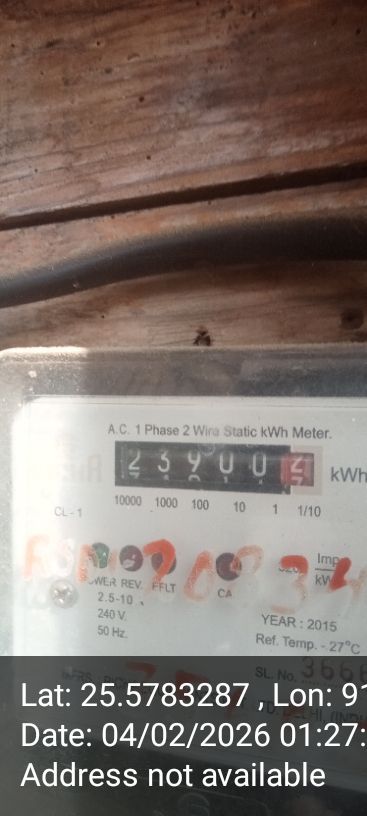 A.C. 1 Phase 2 Wire Static kWh Meter.
2 3 9 0 0 kWh
10000 1000 100 10 1 1/10
CL - 1
Imp
POWER REV. EFLT CA
2.5-10
240 V.
50 Hz.
YEAR : 2015
Ref. Temp. - 27°C
SL. No. 3666
Lat: 25.5783287 , Lon: 91
Date: 04/02/2026 01:27:
Address not available